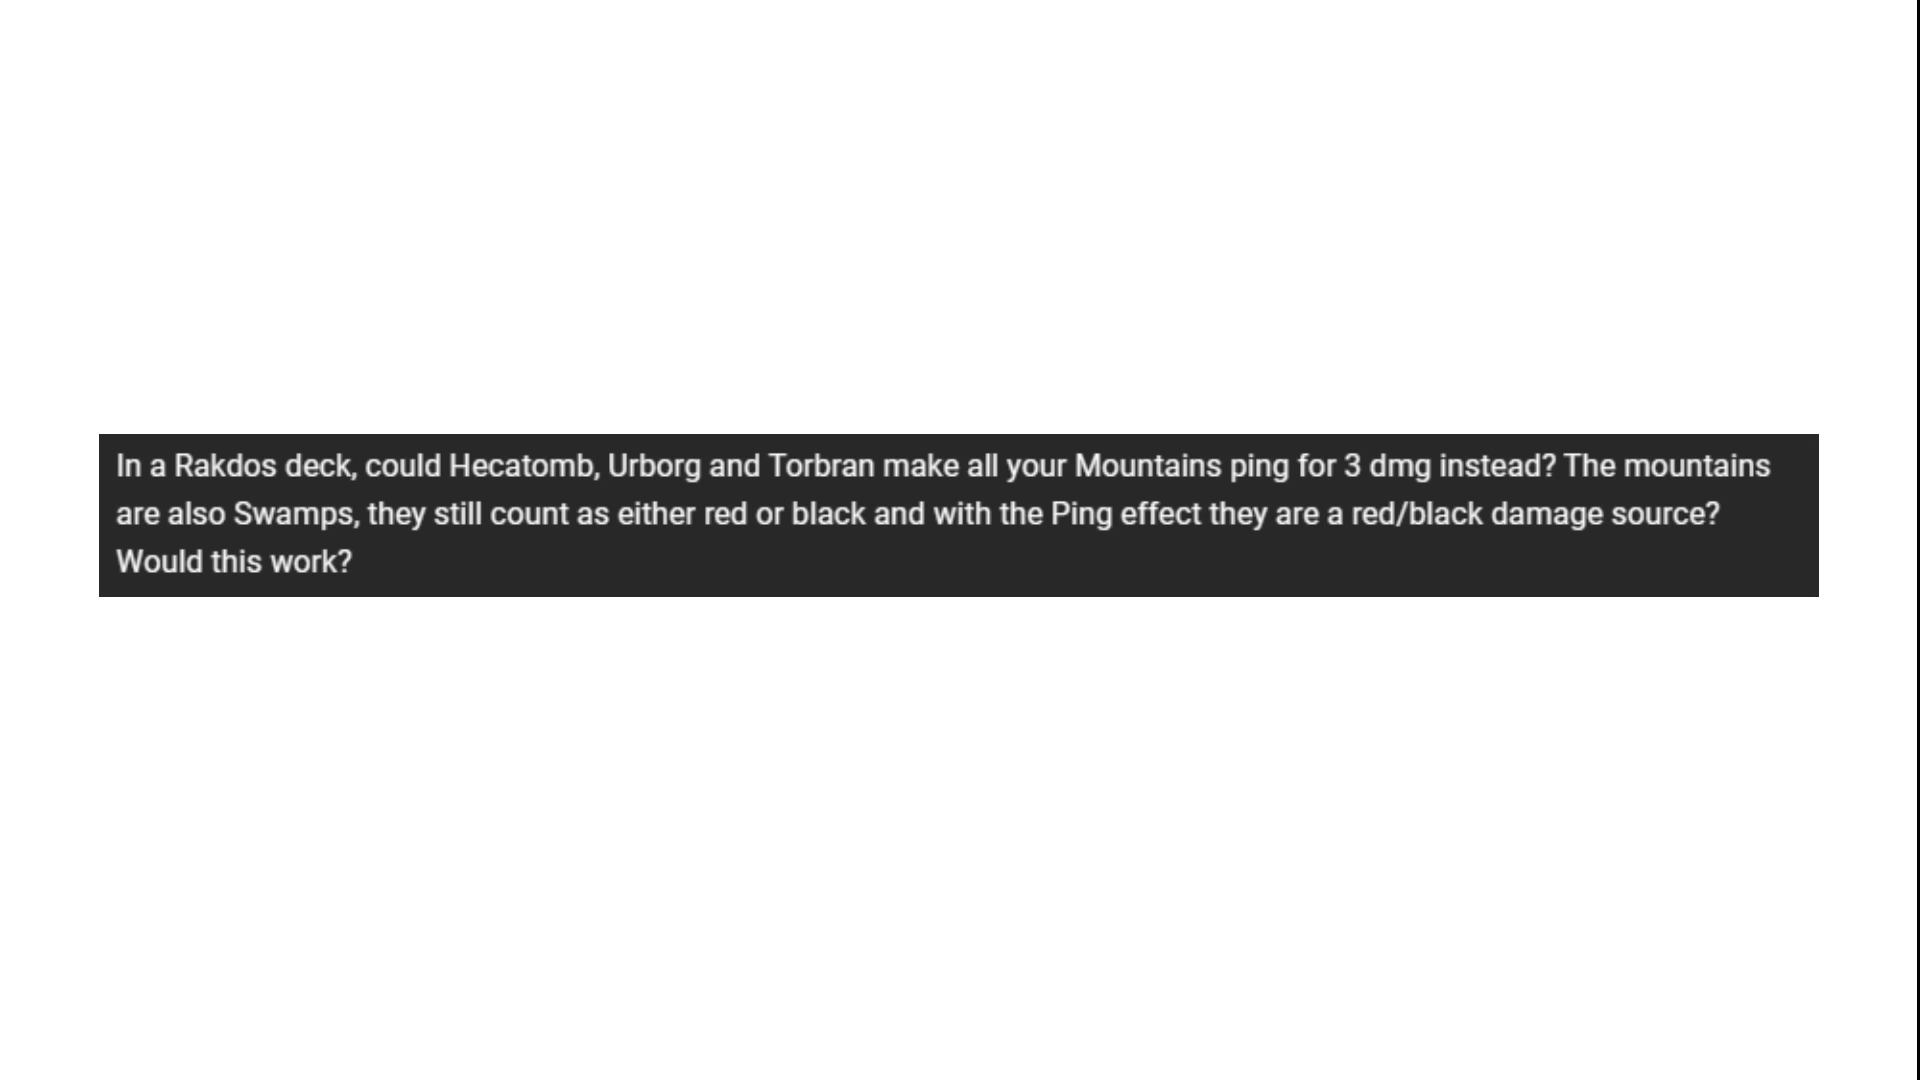 In a Rakdos deck, could Hecatomb, Urborg and Torbran make all your Mountains ping for 3 dmg instead? The mountains
are also Swamps, they still count as either red or black and with the Ping effect they are a red/black damage source?
Would this work?